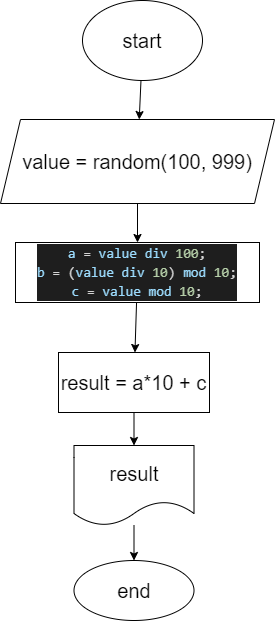 start
value = random(100, 999)
a = value div 100;
b = (value div 10) mod 10;
c = value mod 10;
result = a*10 + c
result
end